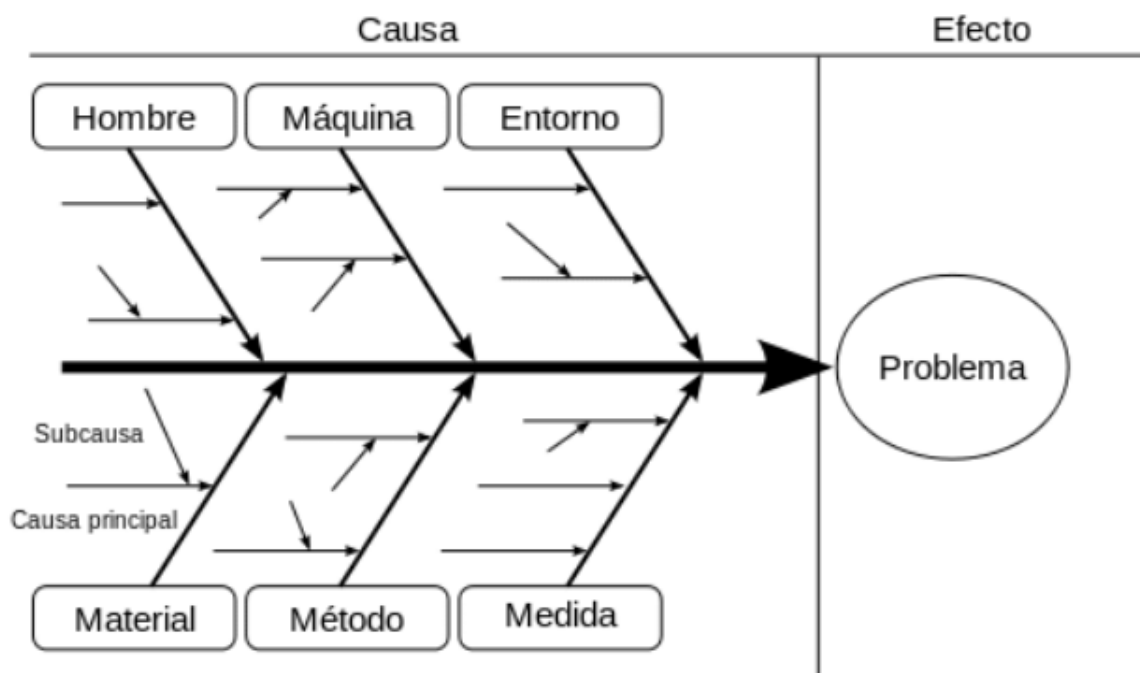 Causa
Efecto
Hombre
Máquina
Entorno
Problema
Subcausa
Causa principal
Material
Método
Medida